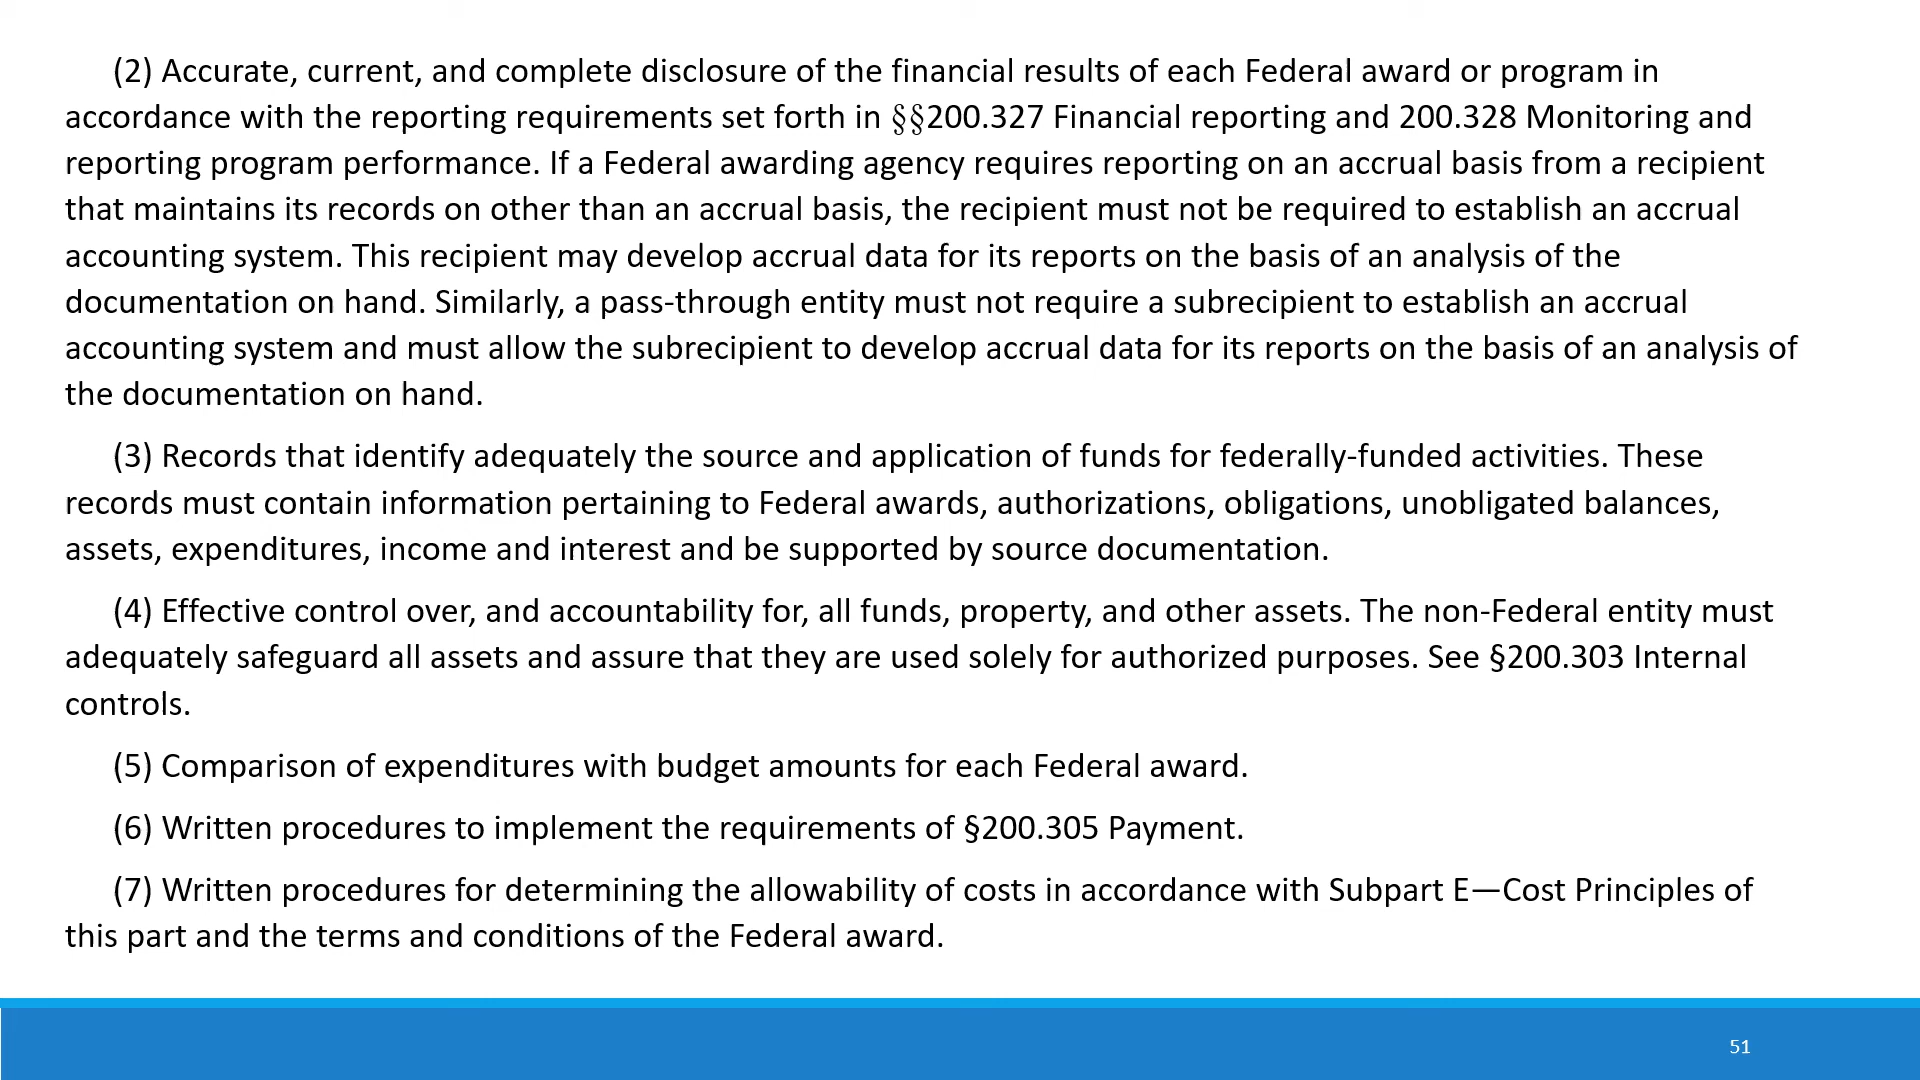 (2) Accurate, current, and complete disclosure of the financial results of each Federal award or program in
accordance with the reporting requirements set forth in §§200.327 Financial reporting and 200.328 Monitoring and
reporting program performance. If a Federal awarding agency requires reporting on an accrual basis from a recipient
that maintains its records on other than an accrual basis, the recipient must not be required to establish an accrual
accounting system. This recipient may develop accrual data for its reports on the basis of an analysis of the
documentation on hand. Similarly, a pass-through entity must not require a subrecipient to establish an accrual
accounting system and must allow the subrecipient to develop accrual data for its reports on the basis of an analysis of
the documentation on hand.
(3) Records that identify adequately the source and application of funds for federally-funded activities. These
records must contain information pertaining to Federal awards, authorizations, obligations, unobligated balances,
assets, expenditures, income and interest and be supported by source documentation.
(4) Effective control over, and accountability for, all funds, property, and other assets. The non-Federal entity must
adequately safeguard all assets and assure that they are used solely for authorized purposes. See §200.303 Internal
controls.
(5) Comparison of expenditures with budget amounts for each Federal award.
(6) Written procedures to implement the requirements of §200.305 Payment.
(7) Written procedures for determining the allowability of costs in accordance with Subpart E—Cost Principles of
this part and the terms and conditions of the Federal award.
51